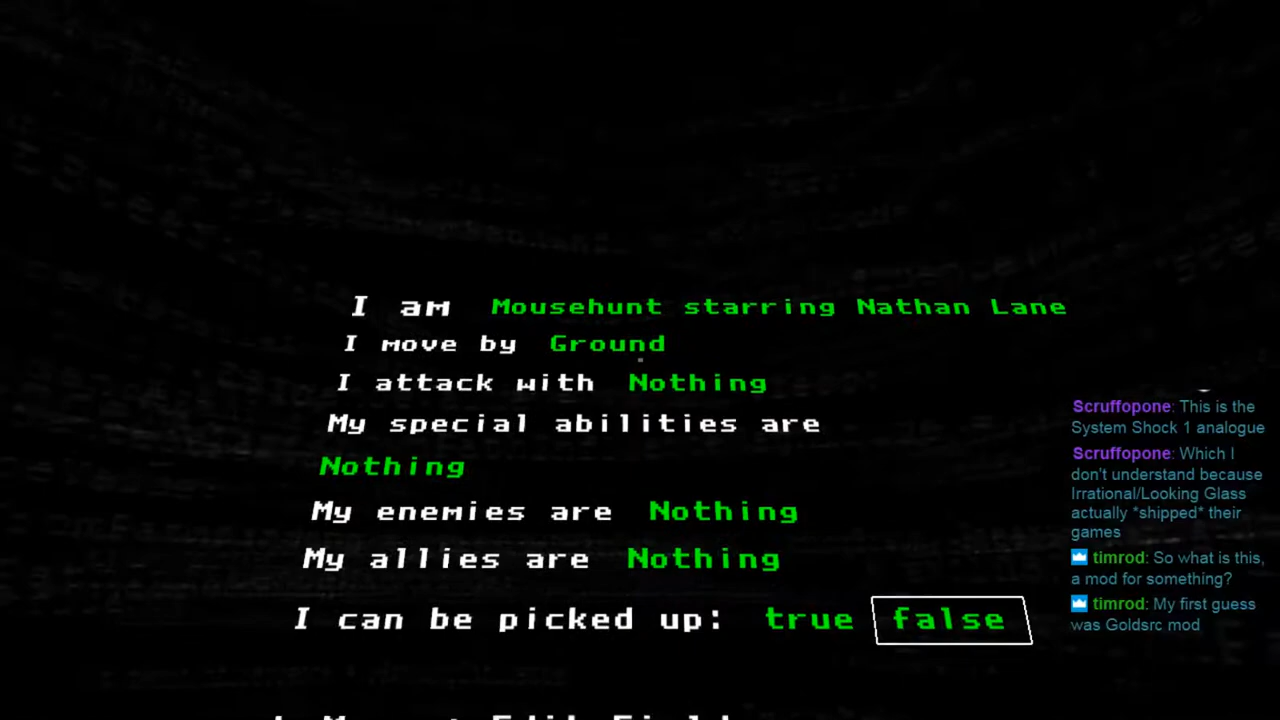 I am Mousehunt starring Nathan Lane
I move by Ground
I attack with Nothing
My special abilities are
Nothing
My enemies are Nothing
My allies are Nothing
I can be picked up: true false
Scruffopone: This is the
System Shock 1 analogue
Scruffopone: Which I
don't understand because
Irrational/Looking Glass
actually *shipped* their
games
timrod: So what is this,
a mod for something?
timrod: My first guess
was Goldsrc mod